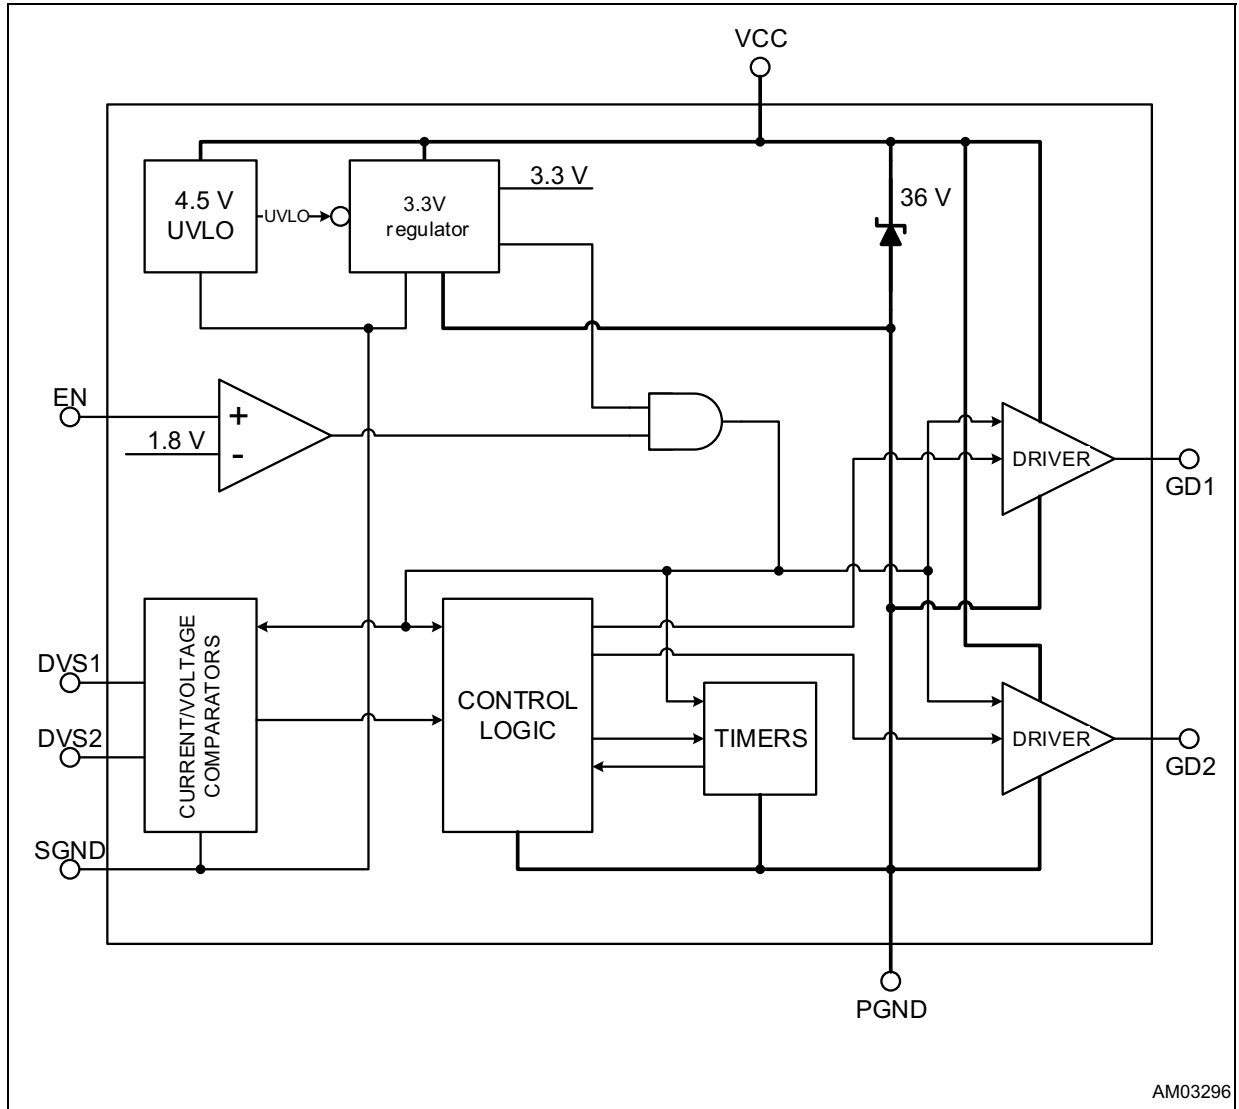 VCC
4.5 V
UVLO
UVLO
3.3V
regulator
3.3 V
36 V
EN
+
1.8 V
-
DRIVER
GD1
DVS1
DVS2
CURRENT/VOLTAGE
COMPARATORS
CONTROL
LOGIC
TIMERS
DRIVER
GD2
SGND
PGND
AM03296